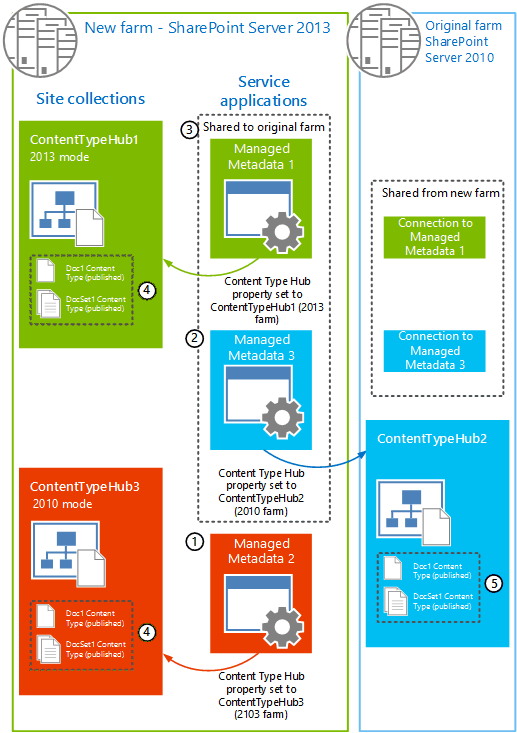 New farm - SharePoint Server 2013
Original farm
SharePoint
Server 2010
Site collections
Service
applications
ContentTypeHub1
2013 mode
Doc1 Content
Type (published)
DocSet1 Content
Type (published)
4
3
Shared to original farm
Managed
Metadata 1
Content Type Hub
property set to
ContentTypeHub1 (2013
farm)
2
Managed
Metadata 3
Content Type Hub
property set to
ContentTypeHub2
(2010 farm)
ContentTypeHub3
2010 mode
Doc1 Content
Type (published)
DocSet1 Content
Type (published)
4
1
Managed
Metadata 2
Content Type Hub
property set to
ContentTypeHub3
(2103 farm)
Shared from new farm
Connection to
Managed
Metadata 1
Connection to
Managed
Metadata 3
ContentTypeHub2
Doc1 Content
Type (published)
DocSet1 Content
Type (published)
5